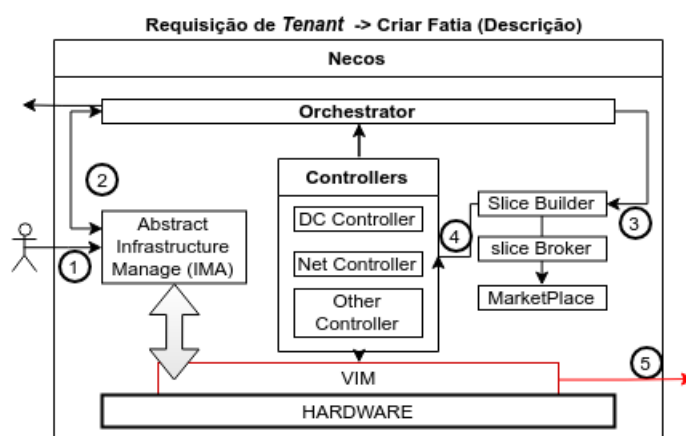 Requisição de Tenant -> Criar Fatia (Descrição)
Necos
Orchestrator
2
Controllers
Abstract
Infrastructure
Manage (IMA)
1
DC Controller
Net Controller
Other
Controller
4
Slice Builder
3
slice Broker
MarketPlace
5
VIM
HARDWARE